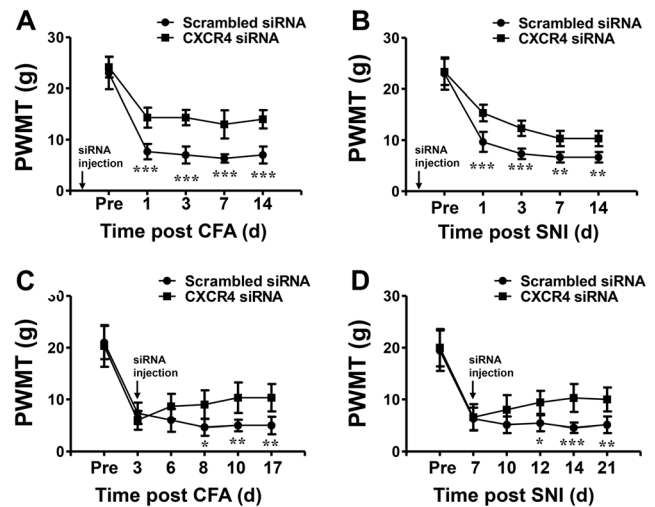 A
Scrambled siRNA
CXCR4 siRNA
PWMT (g)
30
20
10
0
siRNA
injection
*** *** *** ***
Pre 1 3 7 14
Time post CFA (d)
B
Scrambled siRNA
CXCR4 siRNA
PWMT (g)
30
20
10
0
siRNA
injection
*** *** ** **
Pre 1 3 7 14
Time post SNI (d)
C
Scrambled siRNA
CXCR4 siRNA
PWMT (g)
30
20
10
0
siRNA
injection
* ** **
Pre 3 6 8 10 17
Time post CFA (d)
D
Scrambled siRNA
CXCR4 siRNA
PWMT (g)
30
20
10
0
siRNA
injection
* *** **
Pre 7 10 12 14 21
Time post SNI (d)